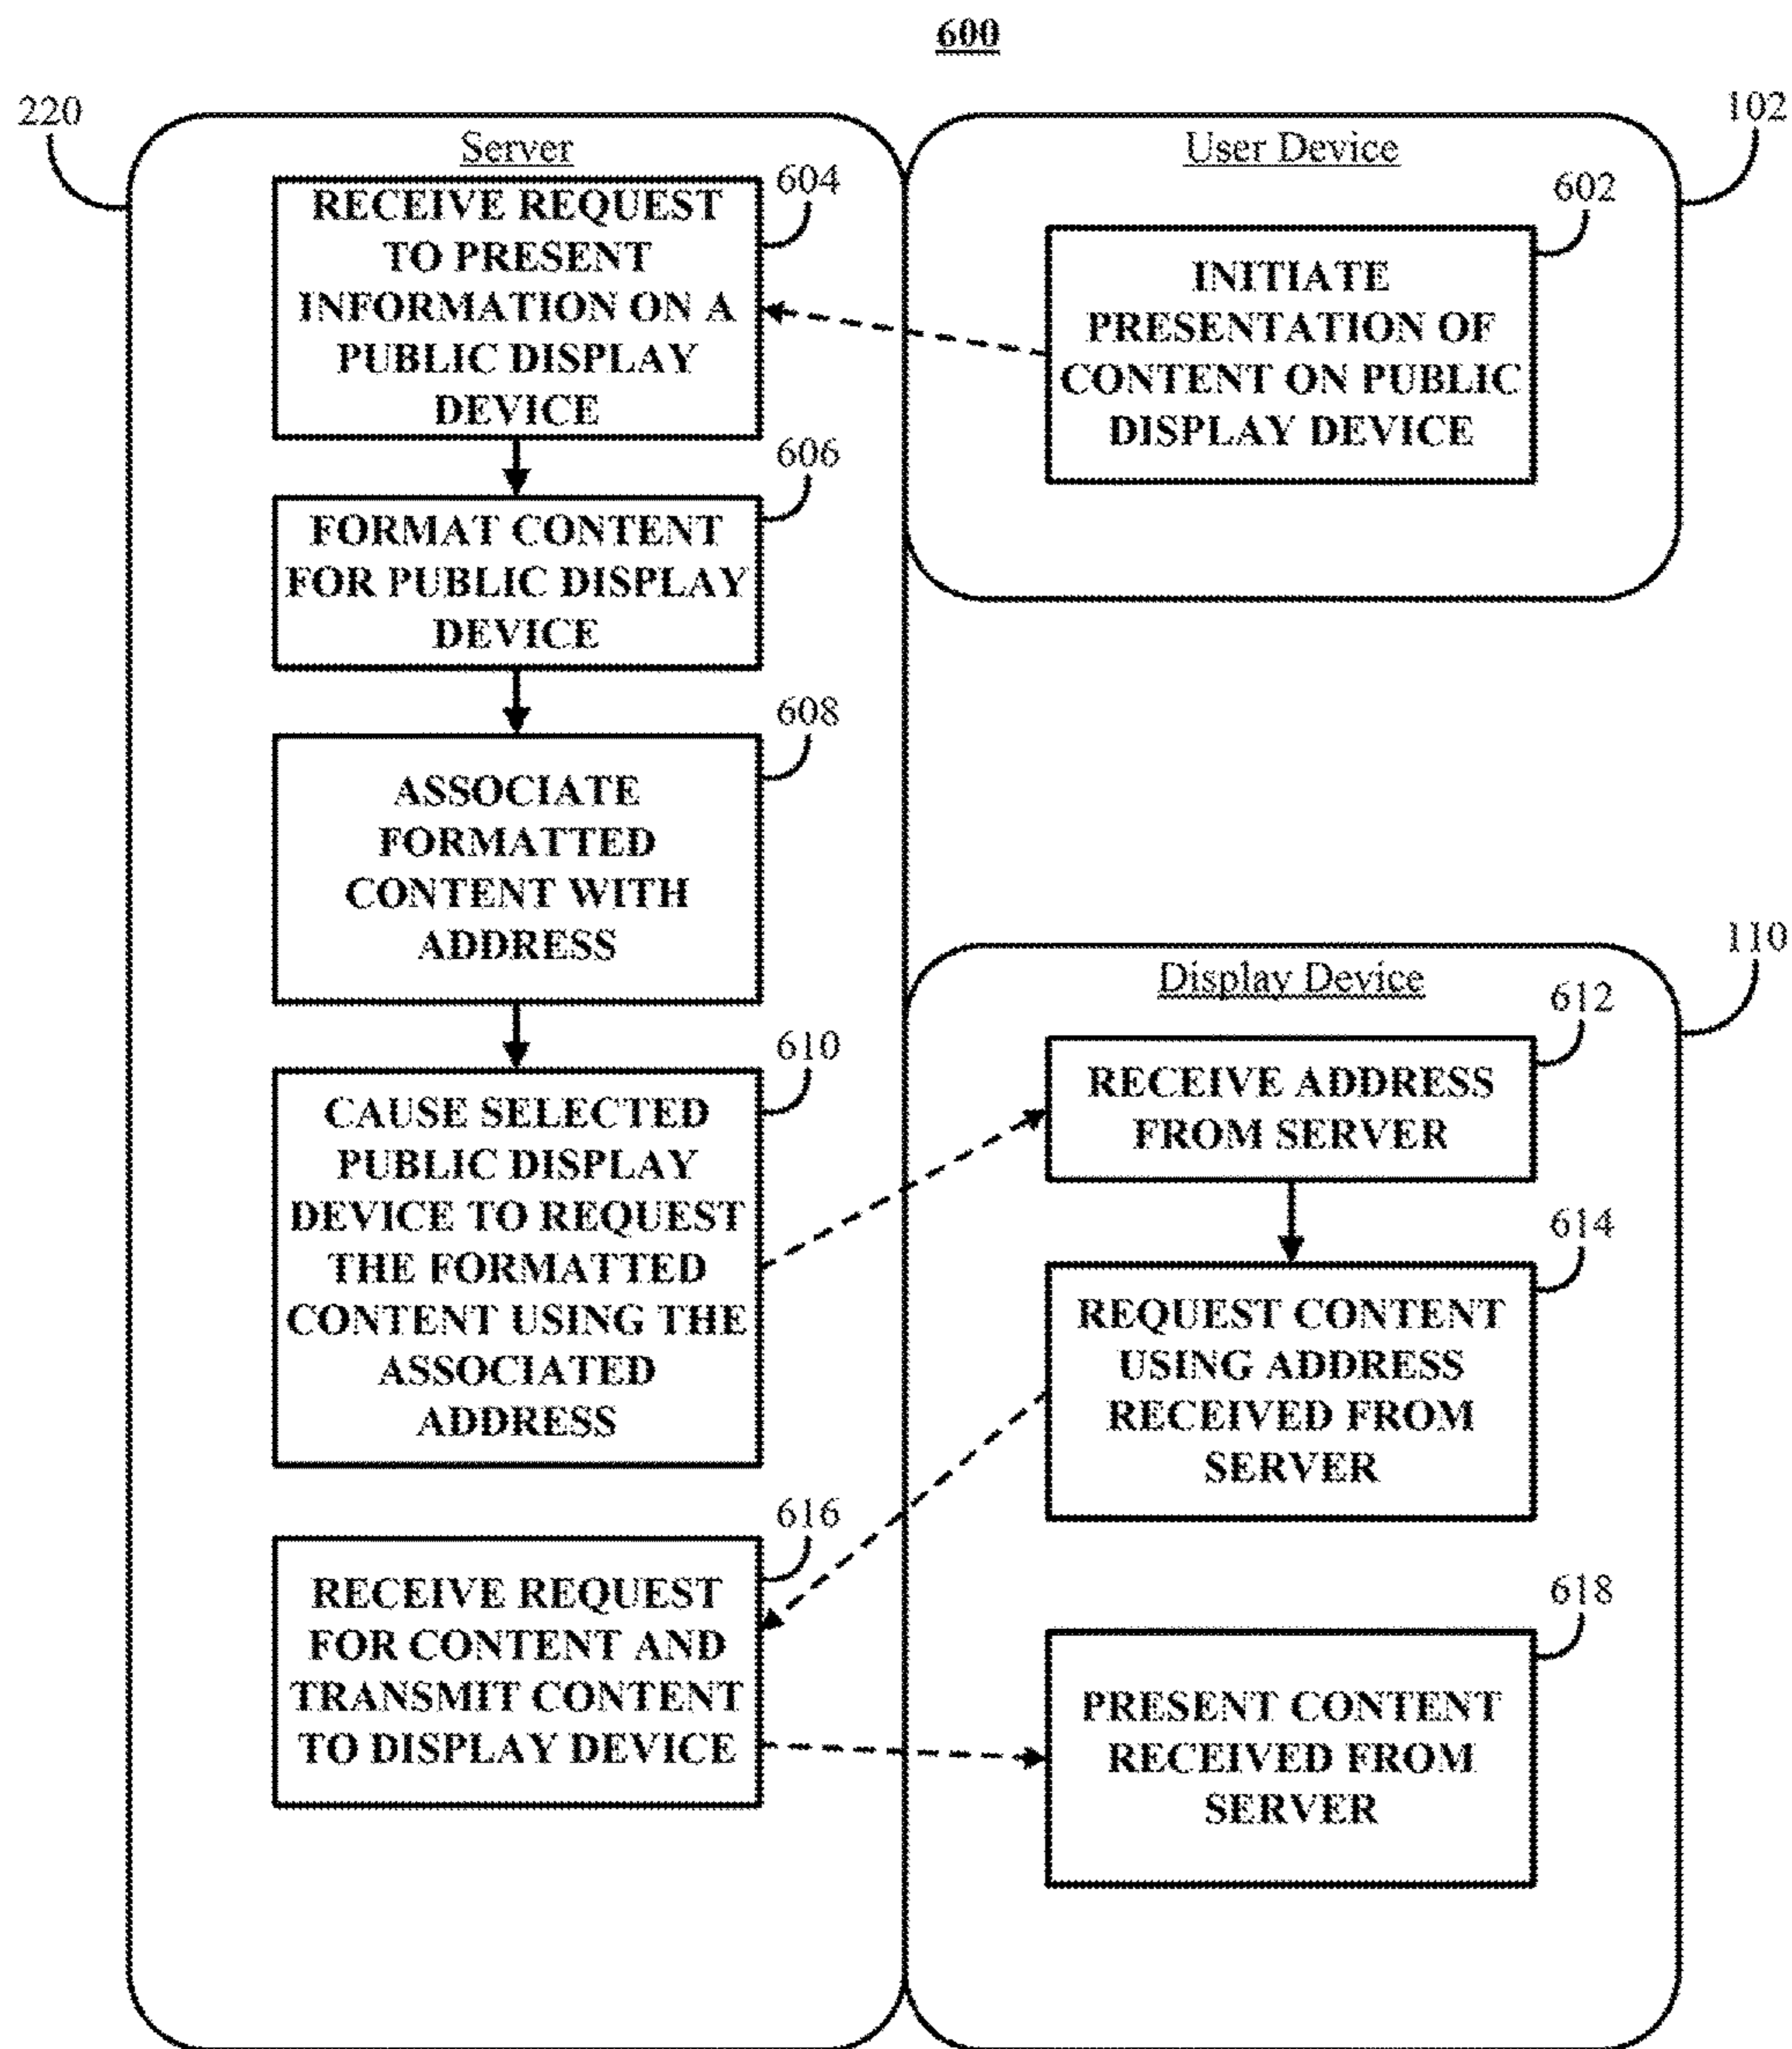 600
220
Server
604
RECEIVE REQUEST
TO PRESENT
INFORMATION ON A
PUBLIC DISPLAY
DEVICE
606
FORMAT CONTENT
FOR PUBLIC DISPLAY
DEVICE
608
ASSOCIATE
FORMATTED
CONTENT WITH
ADDRESS
610
CAUSE SELECTED
PUBLIC DISPLAY
DEVICE TO REQUEST
THE FORMATTED
CONTENT USING THE
ASSOCIATED
ADDRESS
616
RECEIVE REQUEST
FOR CONTENT AND
TRANSMIT CONTENT
TO DISPLAY DEVICE
User Device
102
602
INITIATE
PRESENTATION OF
CONTENT ON PUBLIC
DISPLAY DEVICE
Display Device
110
612
RECEIVE ADDRESS
FROM SERVER
614
REQUEST CONTENT
USING ADDRESS
RECEIVED FROM
SERVER
618
PRESENT CONTENT
RECEIVED FROM
SERVER